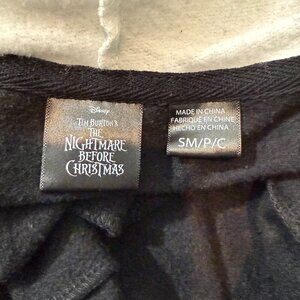 Disney
TIM BURTON'S
THE
NIGHTMARE
BEFORE
CHRISTMAS
MADE IN CHINA
FABRIQUÉ EN CHINE
HECHO EN CHINA
SM/P/C